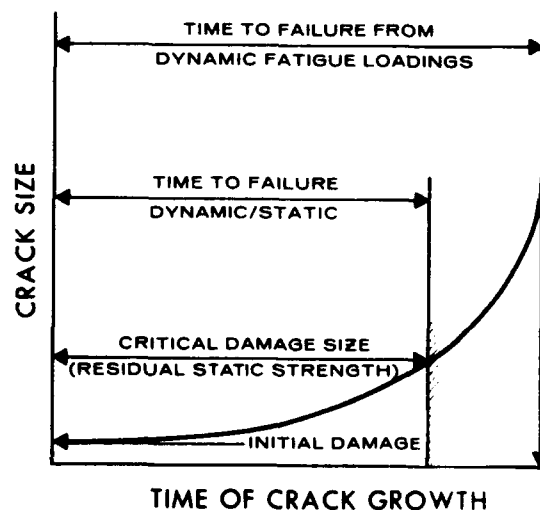 TIME TO FAILURE FROM
DYNAMIC FATIGUE LOADINGS
TIME TO FAILURE
DYNAMIC/STATIC
CRITICAL DAMAGE SIZE
(RESIDUAL STATIC STRENGTH)
INITIAL DAMAGE
CRACK SIZE
TIME OF CRACK GROWTH